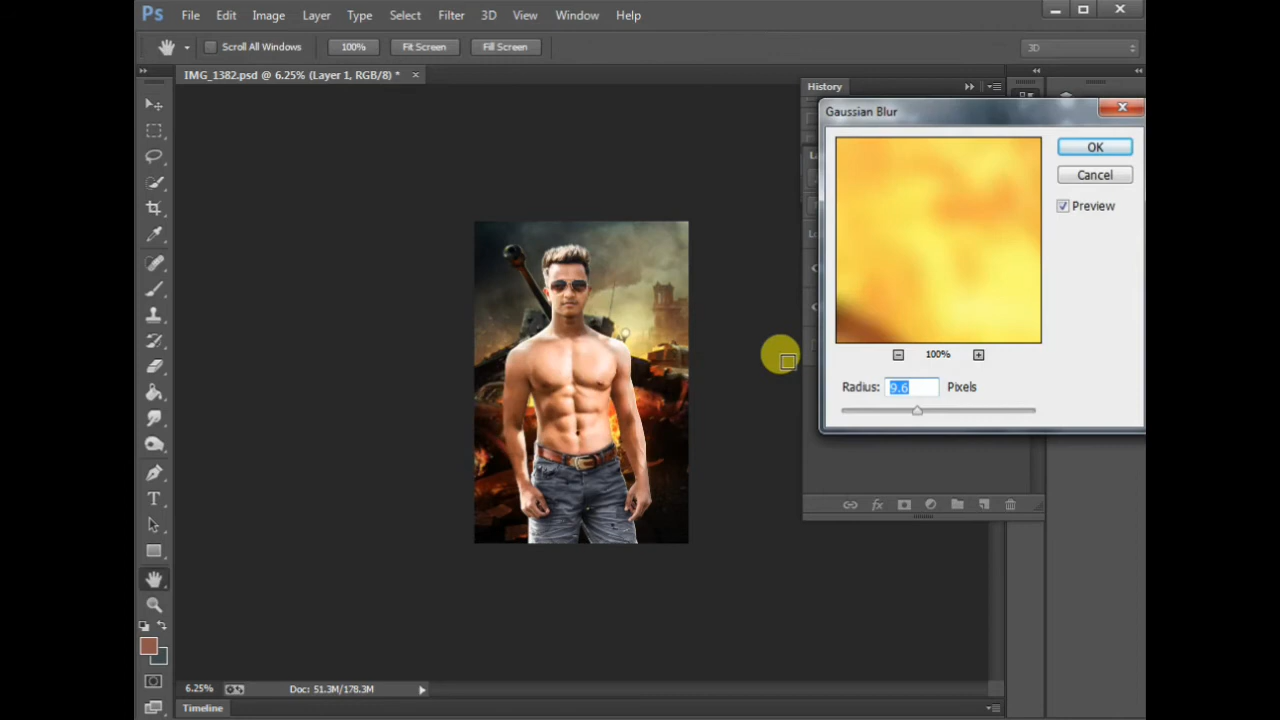 Ps File Edit Image Layer Type Select Filter 3D View Window Help
Scroll All Windows 100% Fit Screen Fill Screen 3D
IMG_1382.psd @ 6.25% (Layer 1, RGB/8) * ×
History
Gaussian Blur
OK
Cancel
Preview
100%
Radius: 9.6 Pixels
fx
T
6.25% Doc: 51.3M/178.3M
Timeline